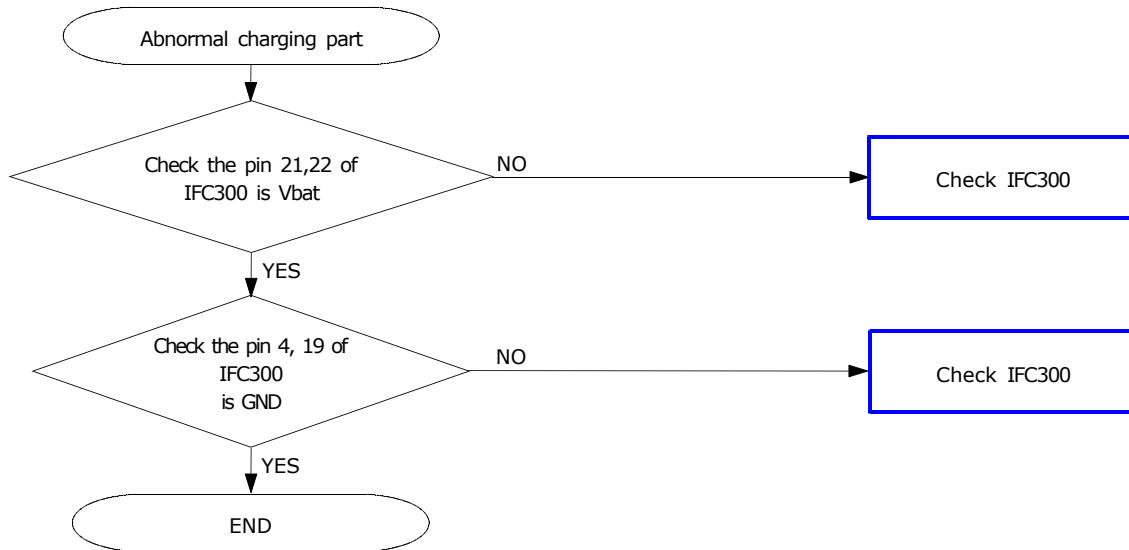 Abnormal charging part
Check the pin 21,22 of
IFC300 is Vbat
NO
Check IFC300
YES
Check the pin 4, 19 of
IFC300
is GND
NO
Check IFC300
YES
END